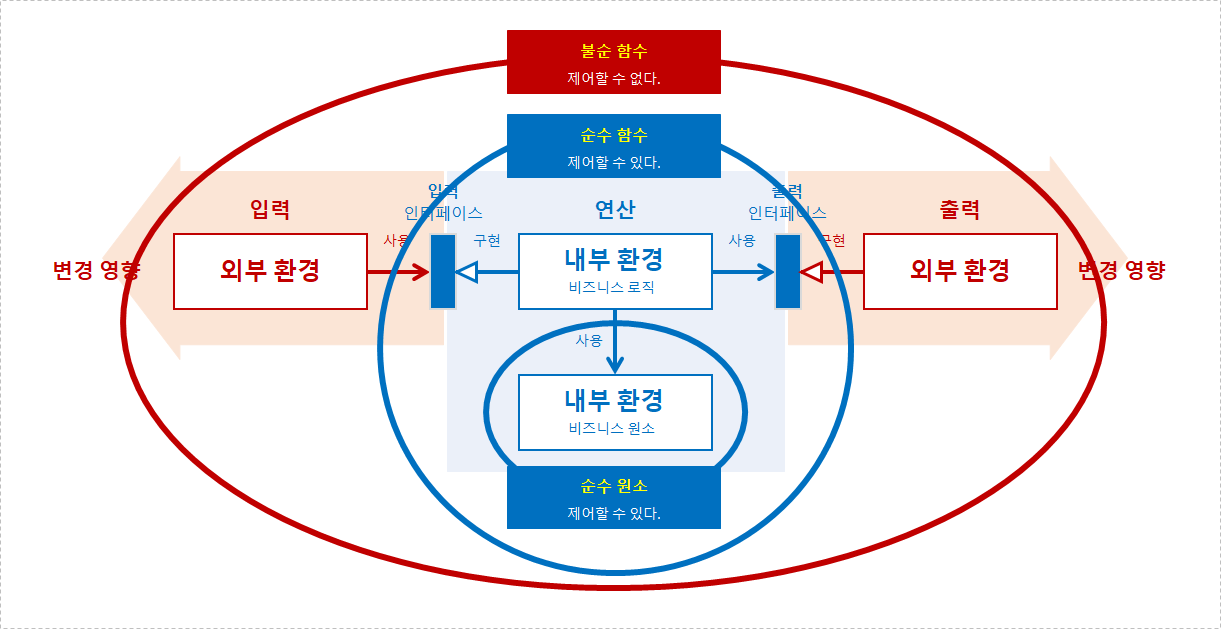 불순 함수
제어할 수 없다.
순수 함수
제어할 수 있다.
입력
인터페이스
출력
인터페이스
입력
연산
출력
사용
구현
사용
구현
변경 영향
외부 환경
내부 환경
비즈니스 로직
외부 환경
변경 영향
사용
내부 환경
비즈니스 원소
순수 원소
제어할 수 있다.